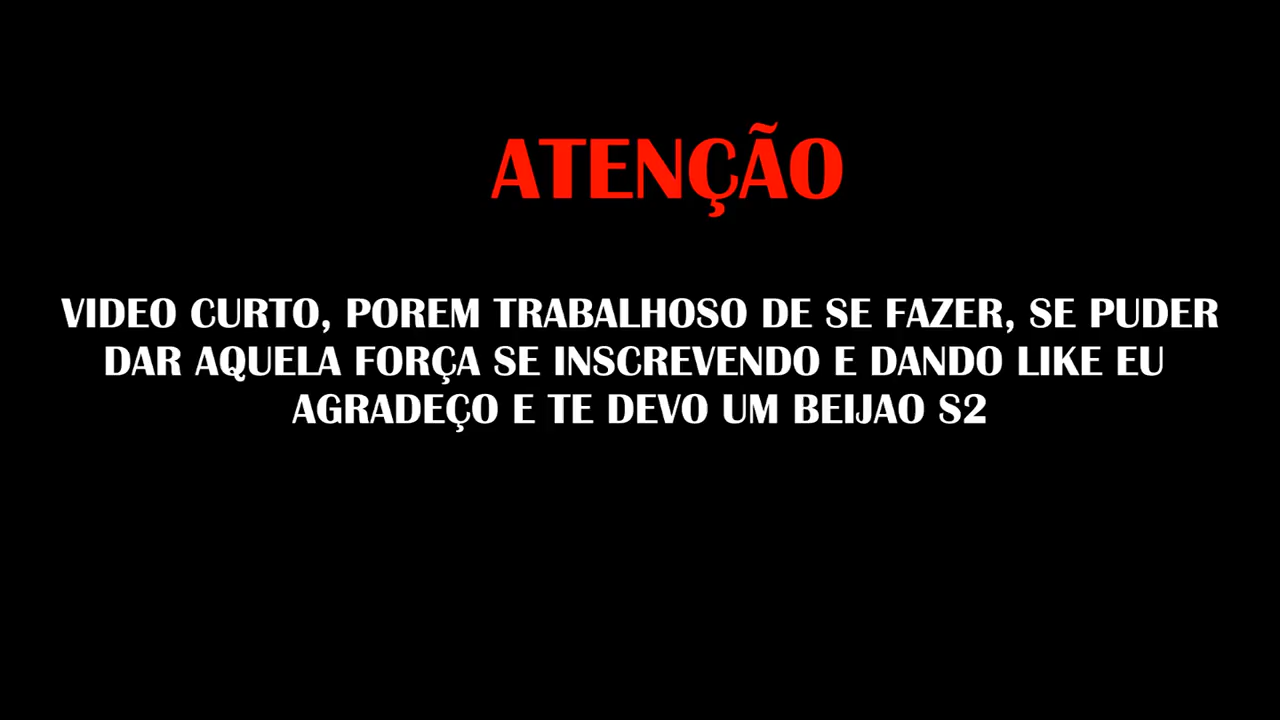 ATENÇÃO
VIDEO CURTO, POREM TRABALHOSO DE SE FAZER, SE PUDER
DAR AQUELA FORÇA SE INSCREVENDO E DANDO LIKE EU
AGRADEÇO E TE DEVO UM BEIJAO S2